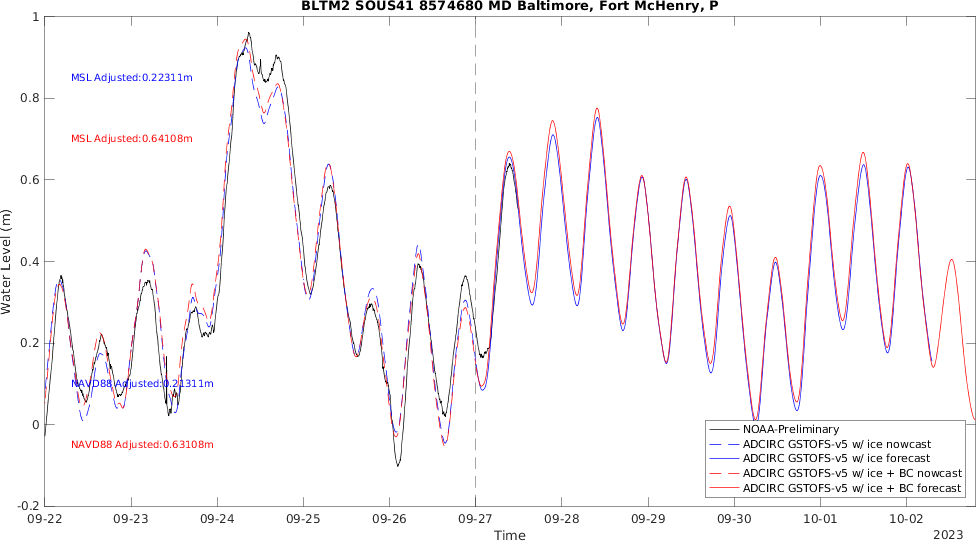 BLTM2 SOUS41 8574680 MD Baltimore, Fort McHenry, P
1
0.8
0.6
0.4
0.2
0
-0.2
Water Level (m)
MSL Adjusted:0.22311m
MSL Adjusted:0.64108m
NAVD88 Adjusted:0.21311m
NAVD88 Adjusted:0.63108m
NOAA-Preliminary
ADCIRC GSTOFS-v5 w/ ice nowcast
ADCIRC GSTOFS-v5 w/ ice forecast
ADCIRC GSTOFS-v5 w/ ice + BC nowcast
ADCIRC GSTOFS-v5 w/ ice + BC forecast
09-22 09-23 09-24 09-25 09-26 09-27 09-28 09-29 09-30 10-01 10-02
Time
2023